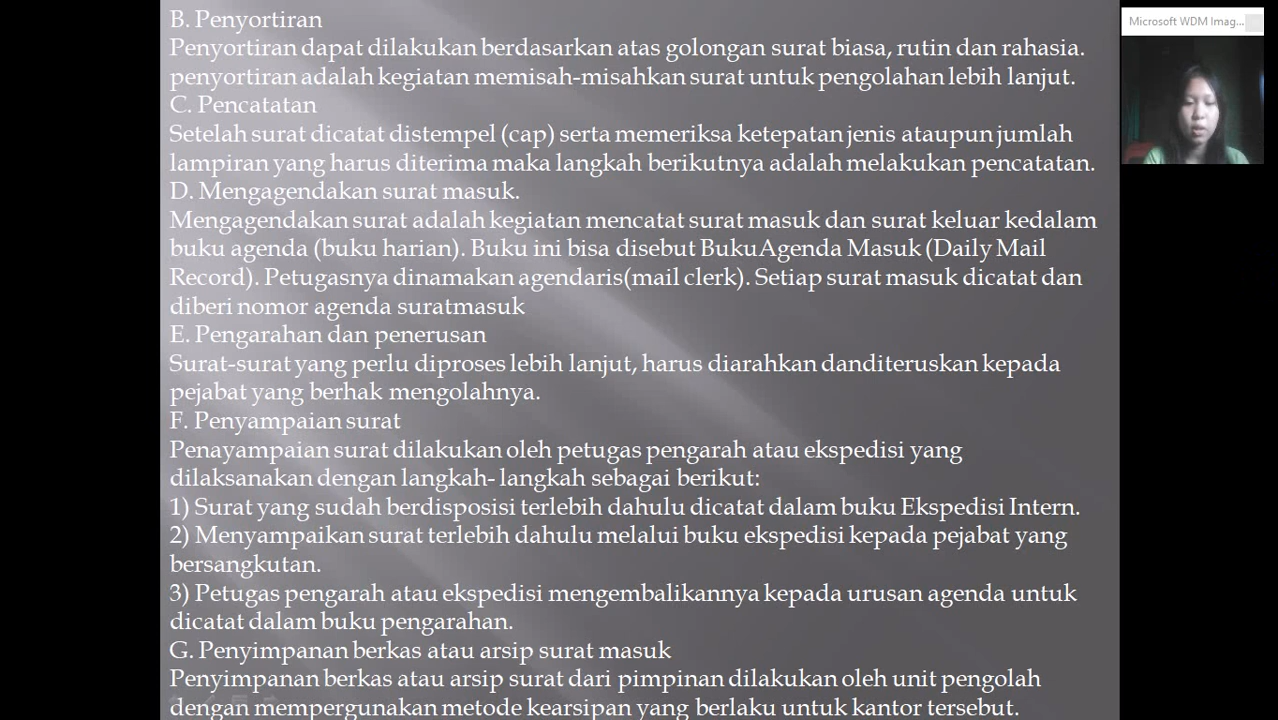 B. Penyortiran
Penyortiran dapat dilakukan berdasarkan atas golongan surat biasa, rutin dan rahasia.
penyortiran adalah kegiatan memisah-misahkan surat untuk pengolahan lebih lanjut.
C. Pencatatan
Setelah surat dicatat distempel (cap) serta memeriksa ketepatan jenis ataupun jumlah
lampiran yang harus diterima maka langkah berikutnya adalah melakukan pencatatan.
D. Mengagendakan surat masuk.
Mengagendakan surat adalah kegiatan mencatat surat masuk dan surat keluar kedalam
buku agenda (buku harian). Buku ini bisa disebut BukuAgenda Masuk (Daily Mail
Record). Petugasnya dinamakan agendaris(mail clerk). Setiap surat masuk dicatat dan
diberi nomor agenda suratmasuk
E. Pengarahan dan penerusan
Surat-surat yang perlu diproses lebih lanjut, harus diarahkan danditeruskan kepada
pejabat yang berhak mengolahnya.
F. Penyampaian surat
Penayampaian surat dilakukan oleh petugas pengarah atau ekspedisi yang
dilaksanakan dengan langkah- langkah sebagai berikut:
1) Surat yang sudah berdisposisi terlebih dahulu dicatat dalam buku Ekspedisi Intern.
2) Menyampaikan surat terlebih dahulu melalui buku ekspedisi kepada pejabat yang
bersangkutan.
3) Petugas pengarah atau ekspedisi mengembalikannya kepada urusan agenda untuk
dicatat dalam buku pengarahan.
G. Penyimpanan berkas atau arsip surat masuk
Penyimpanan berkas atau arsip surat dari pimpinan dilakukan oleh unit pengolah
dengan mempergunakan metode kearsipan yang berlaku untuk kantor tersebut.
Microsoft WDM Imag...